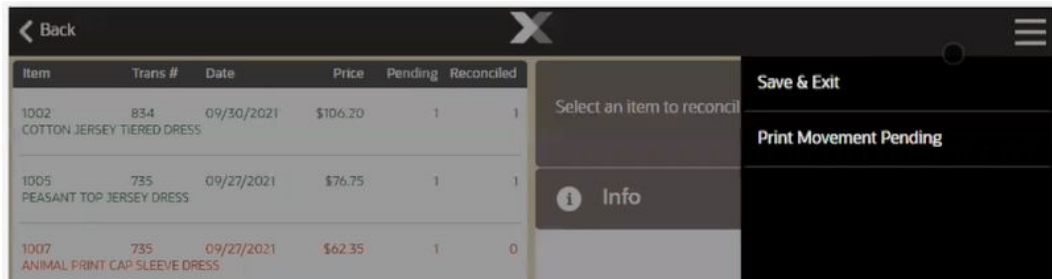 Back
Item Trans # Date Price Pending Reconciled
1002 834 09/30/2021 $106.20 1 1
COTTON JERSEY TIERED DRESS
1005 735 09/27/2021 $76.75 1 1
PEASANT TOP JERSEY DRESS
1007 735 09/27/2021 $62.35 1 0
ANIMAL PRINT CAP SLEEVE DRESS
Select an item to reconcil
Info
Save & Exit
Print Movement Pending